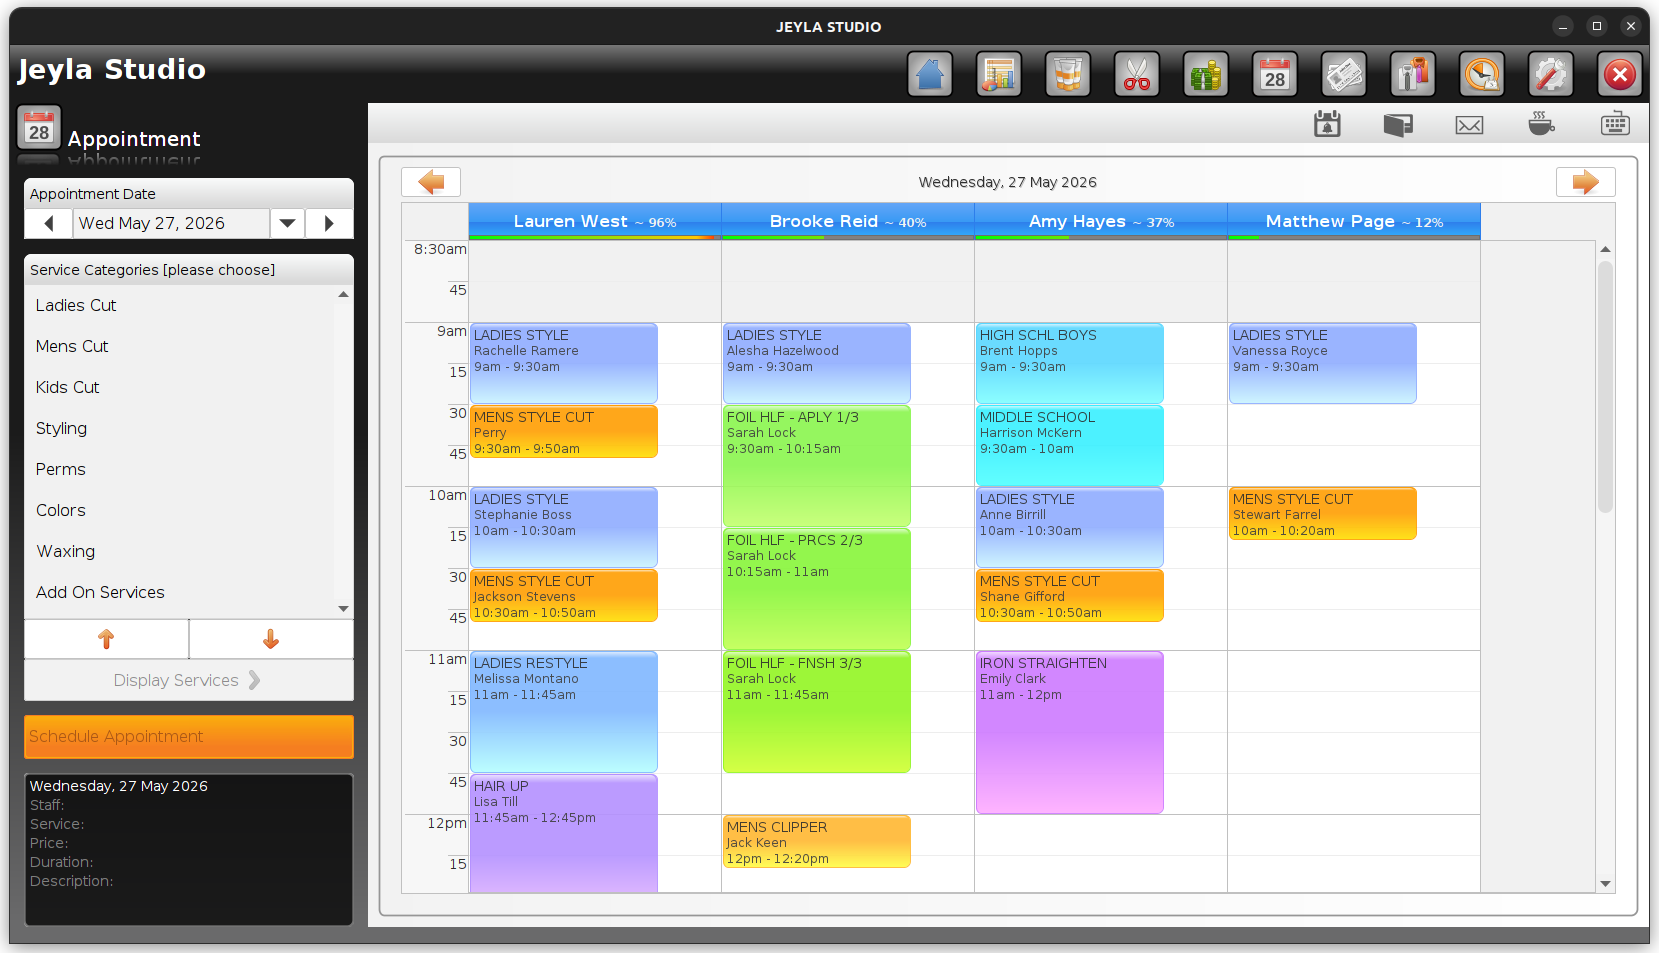 JEYLA STUDIO
Jeyla Studio
28
28
Appointment
Appointment Date
Wed May 27, 2026
Service Categories [please choose]
Ladies Cut
Mens Cut
Kids Cut
Styling
Perms
Colors
Waxing
Add On Services
Display Services
Schedule Appointment
Wednesday, 27 May 2026
Staff:
Service:
Price:
Duration:
Description:
Wednesday, 27 May 2026
Lauren West ~ 96%
Brooke Reid ~ 40%
Amy Hayes ~ 37%
Matthew Page ~ 12%
8:30am
45
9am
15
30
45
10am
15
30
45
11am
15
30
45
12pm
15
LADIES STYLE
Rachelle Ramere
9am - 9:30am
MENS STYLE CUT
Perry
9:30am - 9:50am
LADIES STYLE
Stephanie Boss
10am - 10:30am
MENS STYLE CUT
Jackson Stevens
10:30am - 10:50am
LADIES RESTYLE
Melissa Montano
11am - 11:45am
HAIR UP
Lisa Till
11:45am - 12:45pm
LADIES STYLE
Alesha Hazelwood
9am - 9:30am
FOIL HLF - APLY 1/3
Sarah Lock
9:30am - 10:15am
FOIL HLF - PRCS 2/3
Sarah Lock
10:15am - 11am
FOIL HLF - FNSH 3/3
Sarah Lock
11am - 11:45am
MENS CLIPPER
Jack Keen
12pm - 12:20pm
HIGH SCHL BOYS
Brent Hopps
9am - 9:30am
MIDDLE SCHOOL
Harrison McKern
9:30am - 10am
LADIES STYLE
Anne Birrill
10am - 10:30am
MENS STYLE CUT
Shane Gifford
10:30am - 10:50am
IRON STRAIGHTEN
Emily Clark
11am - 12pm
LADIES STYLE
Vanessa Royce
9am - 9:30am
MENS STYLE CUT
Stewart Farrel
10am - 10:20am